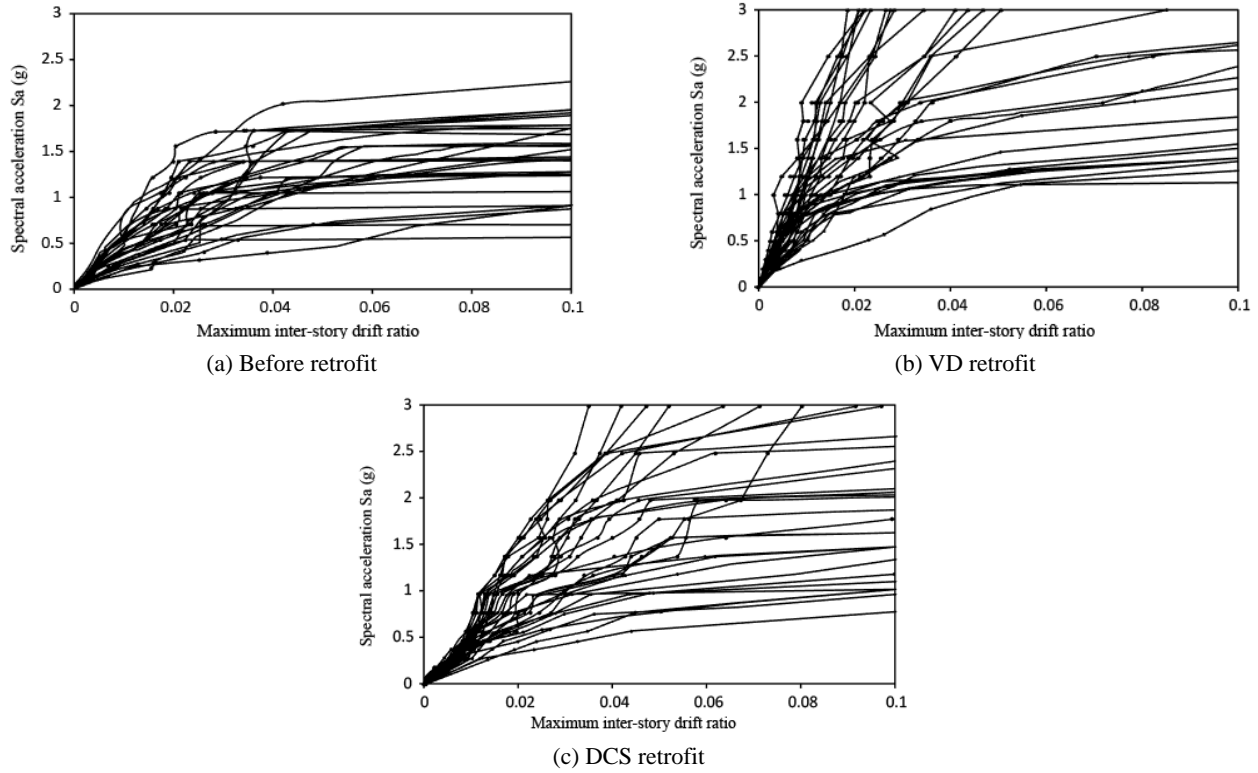 Spectral acceleration Sa (g)
3
2.5
2
1.5
1
0.5
0
0 0.02 0.04 0.06 0.08 0.1
Maximum inter-story drift ratio
(a) Before retrofit
Spectral acceleration Sa (g)
3
2.5
2
1.5
1
0.5
0
0 0.02 0.04 0.06 0.08 0.1
Maximum inter-story drift ratio
(b) VD retrofit
Spectral acceleration Sa (g)
3
2.5
2
1.5
1
0.5
0
0 0.02 0.04 0.06 0.08 0.1
Maximum inter-story drift ratio
(c) DCS retrofit